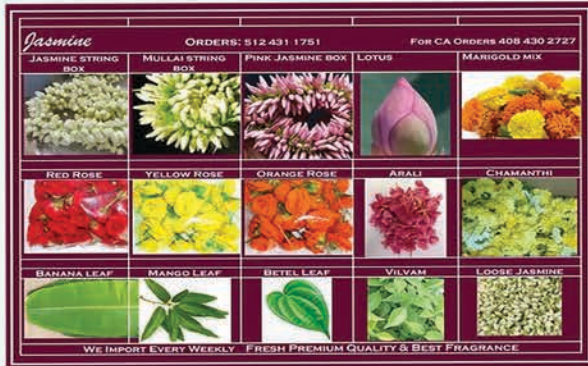 Jasmine ORDERS: 512 431 1751 FOR CA ORDERS 408 430 2727
JASMINE STRING BOX
MULLAI STRING BOX
PINK JASMINE BOX
LOTUS
MARIGOLD MIX
RED ROSE
YELLOW ROSE
ORANGE ROSE
ARALI
CHAMANTHI
BANANA LEAF
MANGO LEAF
BETEL LEAF
VILVAM
LOOSE JASMINE
WE IMPORT EVERY WEEKLY FRESH PREMIUM QUALITY & BEST FRAGRANCE